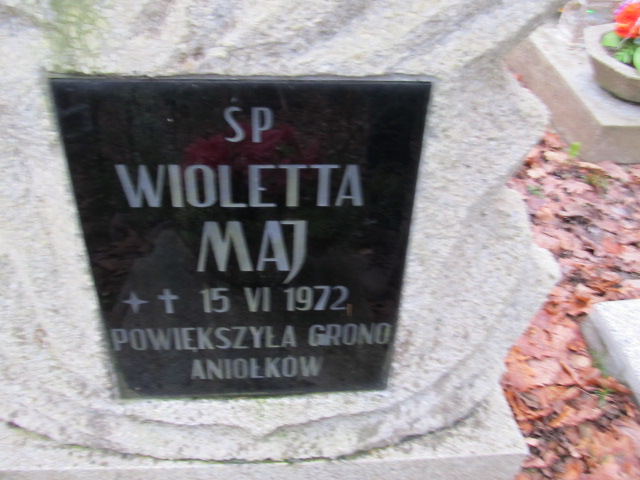 ŚP
WIOLETTA
MAJ
✦ ✝ 15 VI 1972
POWIĘKSZYŁA GRONO
ANIOŁKÓW